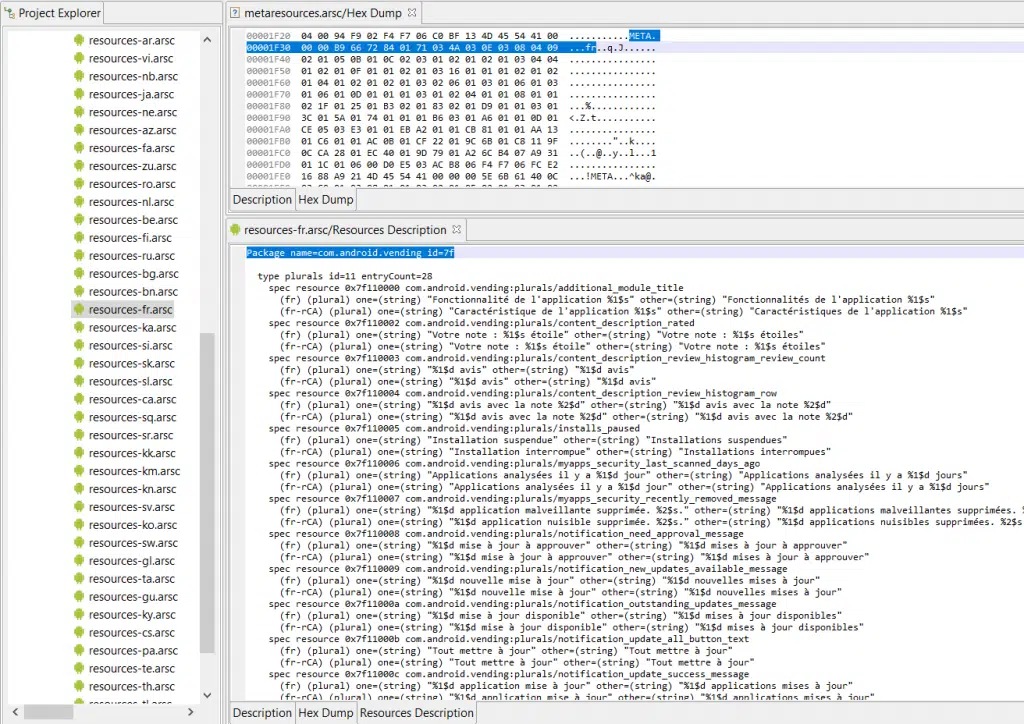 Project Explorer
resources-ar.arsc
resources-vi.arsc
resources-nb.arsc
resources-ja.arsc
resources-ne.arsc
resources-az.arsc
resources-fa.arsc
resources-zu.arsc
resources-ro.arsc
resources-nl.arsc
resources-be.arsc
resources-fi.arsc
resources-ru.arsc
resources-bg.arsc
resources-bn.arsc
resources-fr.arsc
resources-ka.arsc
resources-si.arsc
resources-sk.arsc
resources-sl.arsc
resources-ca.arsc
resources-sq.arsc
resources-sr.arsc
resources-kk.arsc
resources-km.arsc
resources-kn.arsc
resources-sv.arsc
resources-ko.arsc
resources-sw.arsc
resources-gl.arsc
resources-ta.arsc
resources-gu.arsc
resources-ky.arsc
resources-cs.arsc
resources-pa.arsc
resources-te.arsc
resources-th.arsc
metaresources.arsc/Hex Dump
00001F20 04 00 94 F9 02 F4 F7 06 C0 BF 13 4D 45 54 41 00 ...........META.
00001F30 00 00 B9 66 72 84 01 71 03 4A 03 0E 03 08 04 09 ...fr..q.J......
00001F40 02 01 05 0B 01 0C 02 03 01 02 01 02 01 03 04 04 ................
00001F50 02 01 02 0F 01 01 01 02 03 16 01 01 01 02 01 02 ................
00001F60 01 04 01 02 01 02 01 03 02 06 01 03 01 06 01 03 ................
00001F70 01 06 01 0D 01 01 01 03 01 02 04 01 01 08 01 01 ................
00001F80 02 1F 01 25 01 B3 02 01 83 02 01 D9 01 01 03 01 ...%............
00001F90 3C 01 5A 01 74 01 01 01 01 B6 03 01 A6 01 01 0D 01 <.Z.t...........
00001FA0 CE 05 03 E3 01 01 EB A2 01 01 CB 81 01 01 AA 13 ................
00001FB0 01 C6 01 01 AC 0B 01 CF 22 01 9C 6B 01 C8 11 9F ........"..k....
00001FC0 0C CA 28 01 EC 40 01 9D 79 01 A2 6C B4 07 A9 31 ..(..@..y..l...1
00001FD0 11 1C 01 06 00 D0 E5 03 AC B8 06 F4 F7 06 FC E2 ................
00001FE0 16 88 A9 21 4D 45 54 41 00 00 00 5E 6B 61 40 0C ...!META...^ka@.
Description
Hex Dump
resources-fr.arsc/Resources Description
Package name=com.android.vending id=7f
type plurals id=11 entryCount=28
spec resource 0x7f110000 com.android.vending:plurals/additional_module_title
(fr) (plural) one=(string) "Fonctionnalité de l'application %1$s" other=(string) "Fonctionnalités de l'application %1$s"
(fr-rCA) (plural) one=(string) "Caractéristique de l'application %1$s" other=(string) "Caractéristiques de l'application %1$s"
spec resource 0x7f110002 com.android.vending:plurals/content_description_rated
(fr) (plural) one=(string) "Votre note : %1$s étoile" other=(string) "Votre note : %1$s étoiles"
(fr-rCA) (plural) one=(string) "Votre note : %1$s étoile" other=(string) "Votre note : %1$s étoiles"
spec resource 0x7f110003 com.android.vending:plurals/content_description_review_histogram_review_count
(fr) (plural) one=(string) "%1$d avis" other=(string) "%1$d avis"
(fr-rCA) (plural) one=(string) "%1$d avis" other=(string) "%1$d avis"
spec resource 0x7f110004 com.android.vending:plurals/content_description_review_histogram_row
(fr) (plural) one=(string) "%1$d avis avec la note %2$d" other=(string) "%1$d avis avec la note %2$d"
(fr-rCA) (plural) one=(string) "%1$d avis avec la note %2$d" other=(string) "%1$d avis avec la note %2$d"
spec resource 0x7f110005 com.android.vending:plurals/installs_paused
(fr) (plural) one=(string) "Installation suspendue" other=(string) "Installations suspendues"
(fr-rCA) (plural) one=(string) "Installation interrompue" other=(string) "Installations interrompues"
spec resource 0x7f110006 com.android.vending:plurals/myapps_security_last_scanned_days_ago
(fr) (plural) one=(string) "Applications analysées il y a %1$d jour" other=(string) "Applications analysées il y a %1$d jours"
(fr-rCA) (plural) one=(string) "Applications analysées il y a %1$d jour" other=(string) "Applications analysées il y a %1$d jours"
spec resource 0x7f110007 com.android.vending:plurals/myapps_security_recently_removed_message
(fr) (plural) one=(string) "%1$d application malveillante supprimée. %2$s." other=(string) "%1$d applications malveillantes supprimées. %
(fr-rCA) (plural) one=(string) "%1$d application nuisible supprimée. %2$s." other=(string) "%1$d applications nuisibles supprimées. %2$s
spec resource 0x7f110008 com.android.vending:plurals/notification_need_approval_message
(fr) (plural) one=(string) "%1$d mise à jour à approuver" other=(string) "%1$d mises à jour à approuver"
(fr-rCA) (plural) one=(string) "%1$d mise à jour à approuver" other=(string) "%1$d mises à jour à approuver"
spec resource 0x7f110009 com.android.vending:plurals/notification_new_updates_available_message
(fr) (plural) one=(string) "%1$d nouvelle mise à jour" other=(string) "%1$d nouvelles mises à jour"
(fr-rCA) (plural) one=(string) "%1$d nouvelle mise à jour" other=(string) "%1$d nouvelles mises à jour"
spec resource 0x7f11000a com.android.vending:plurals/notification_outstanding_updates_message
(fr) (plural) one=(string) "%1$d mise à jour disponible" other=(string) "%1$d mises à jour disponibles"
(fr-rCA) (plural) one=(string) "%1$d mise à jour disponible" other=(string) "%1$d mises à jour disponibles"
spec resource 0x7f11000b com.android.vending:plurals/notification_update_all_button_text
(fr) (plural) one=(string) "Tout mettre à jour" other=(string) "Tout mettre à jour"
(fr-rCA) (plural) one=(string) "Tout mettre à jour" other=(string) "Tout mettre à jour"
spec resource 0x7f11000c com.android.vending:plurals/notification_update_success_message
(fr) (plural) one=(string) "%1$d application mise à jour" other=(string) "%1$d applications mises à jour"
(fr-rCA) (plural) one=(string) "%1$d application mise à jour" other=(string) "%1$d applications mises à jour"
Description
Hex Dump
Resources Description